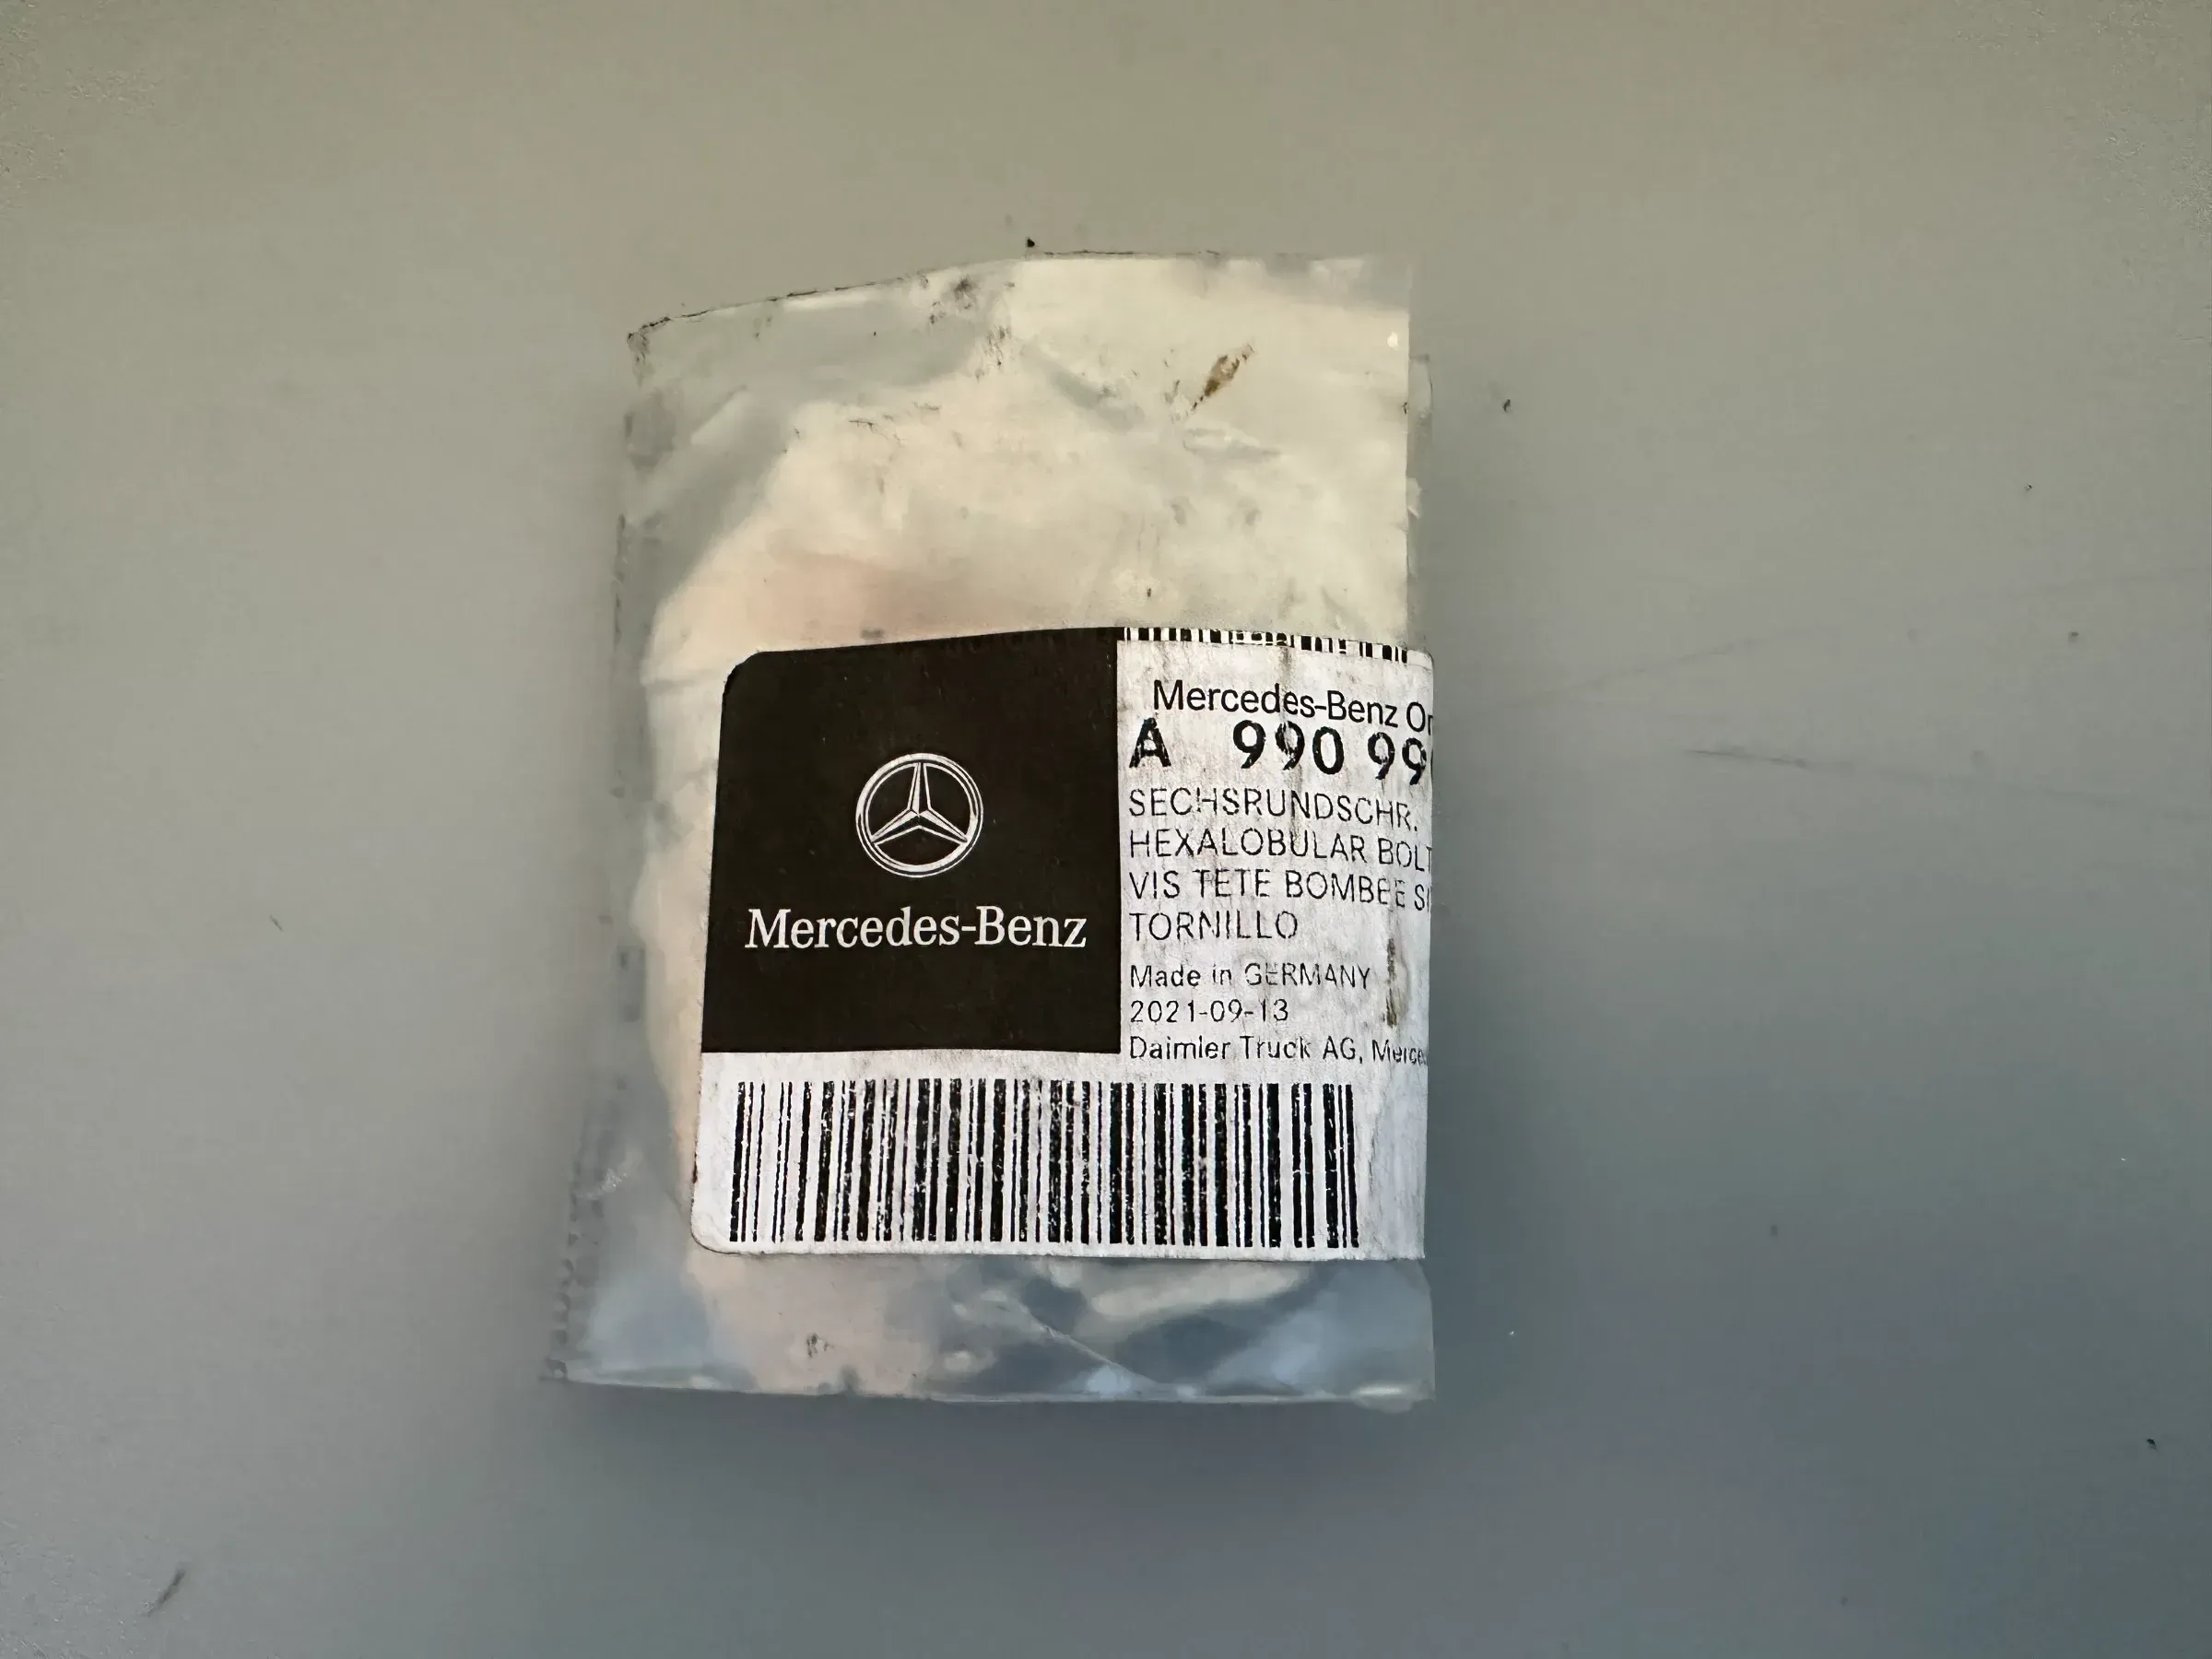 Mercedes-Benz
Mercedes-Benz
A 990 99
SECHSRUNDSCHR.
HEXALOBULAR BOLT
VIS TETE BOMBEE
TORNILLO
Made in GERMANY
2021-09-13
Daimler Truck AG,